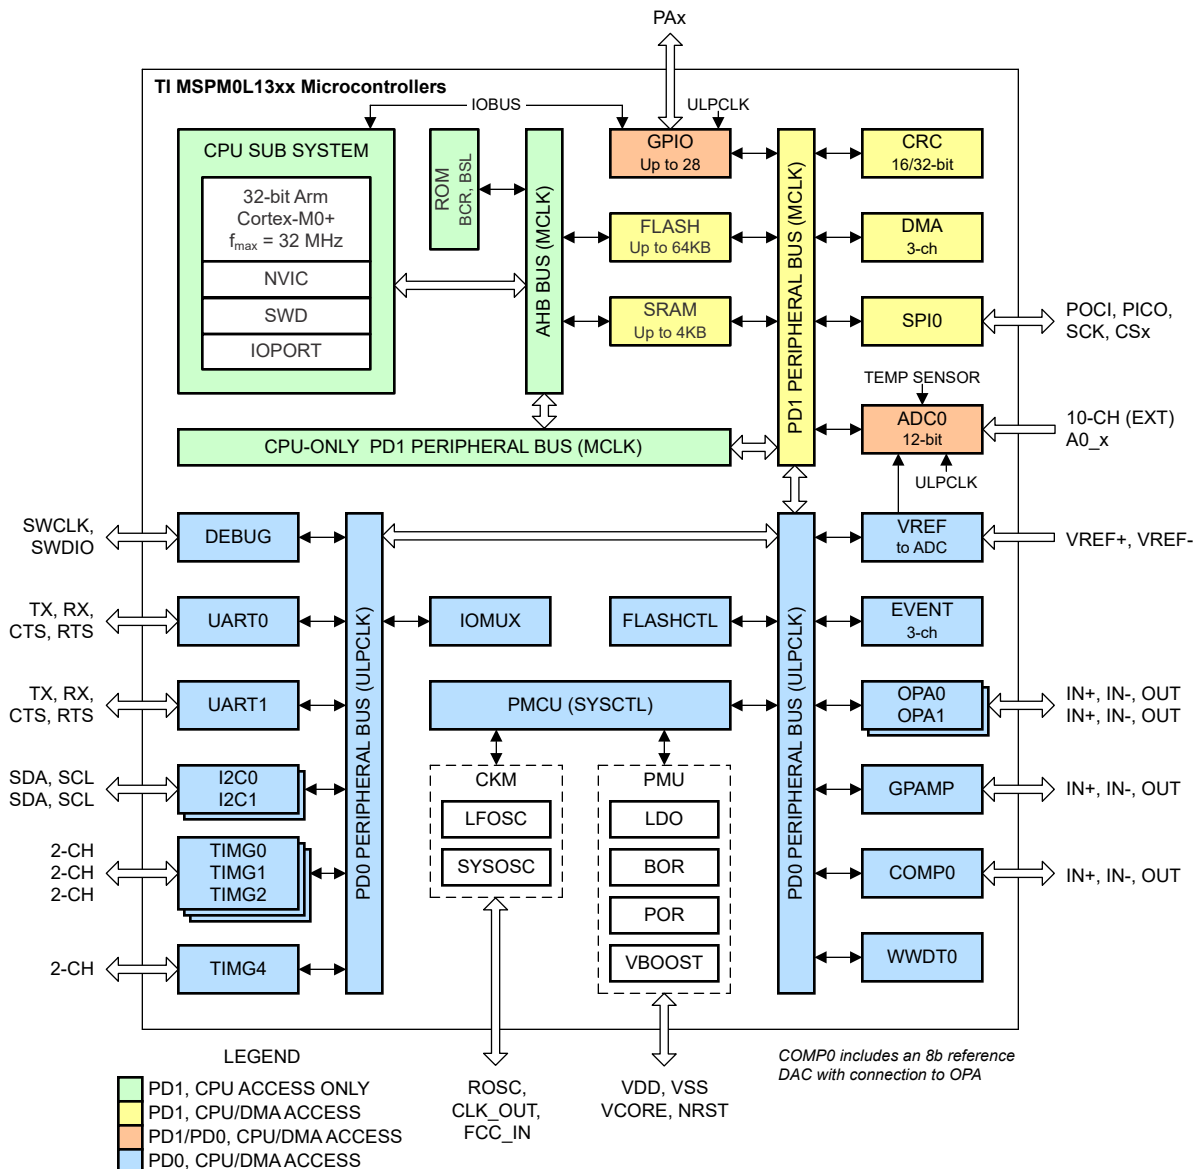 PAx
TI MSPM0L13xx Microcontrollers
IOBUS
ULPCLK
CPU SUB SYSTEM
32-bit Arm
Cortex-M0+
fmax = 32 MHz
NVIC
SWD
IOPORT
ROM
BCR, BSL
AHB BUS (MCLK)
GPIO
Up to 28
FLASH
Up to 64KB
SRAM
Up to 4KB
PD1 PERIPHERAL BUS (MCLK)
CRC
16/32-bit
DMA
3-ch
SPI0
POCI, PICO,
SCK, CSx
TEMP SENSOR
ADC0
12-bit
10-CH (EXT)
A0_x
ULPCLK
CPU-ONLY PD1 PERIPHERAL BUS (MCLK)
SWCLK,
SWDIO
DEBUG
TX, RX,
CTS, RTS
UART0
TX, RX,
CTS, RTS
UART1
SDA, SCL
SDA, SCL
I2C0
I2C1
2-CH
2-CH
2-CH
TIMG0
TIMG1
TIMG2
2-CH
TIMG4
PD0 PERIPHERAL BUS (ULPCLK)
IOMUX
FLASHCTL
PMCU (SYSCTL)
CKM
LFOSC
SYSOSC
PMU
LDO
BOR
POR
VBOOST
PD0 PERIPHERAL BUS (ULPCLK)
VREF
to ADC
VREF+, VREF-
EVENT
3-ch
OPA0
OPA1
IN+, IN-, OUT
IN+, IN-, OUT
GPAMP
IN+, IN-, OUT
COMP0
IN+, IN-, OUT
WWDT0
LEGEND
PD1, CPU ACCESS ONLY
PD1, CPU/DMA ACCESS
PD1/PD0, CPU/DMA ACCESS
PD0, CPU/DMA ACCESS
ROSC,
CLK_OUT,
FCC_IN
VDD, VSS
VCORE, NRST
COMP0 includes an 8b reference
DAC with connection to OPA